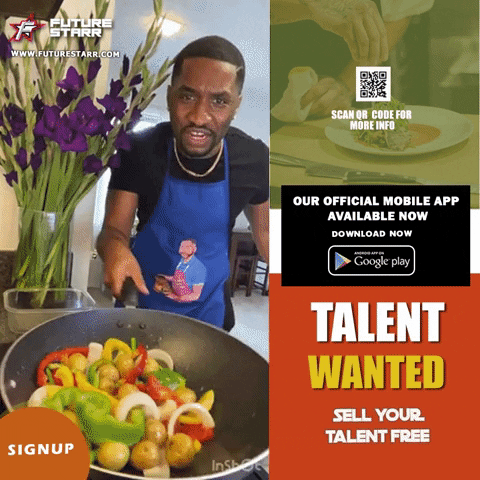 FUTURE
STARR
WWW.FUTURESTARR.COM
SCAN QR CODE FOR
MORE INFO
OUR OFFICIAL MOBILE APP
AVAILABLE NOW
DOWNLOAD NOW
ANDROID APP ON
Google play
TALENT
WANTED
SELL YOUR
TALENT FREE
SIGNUP
InShot